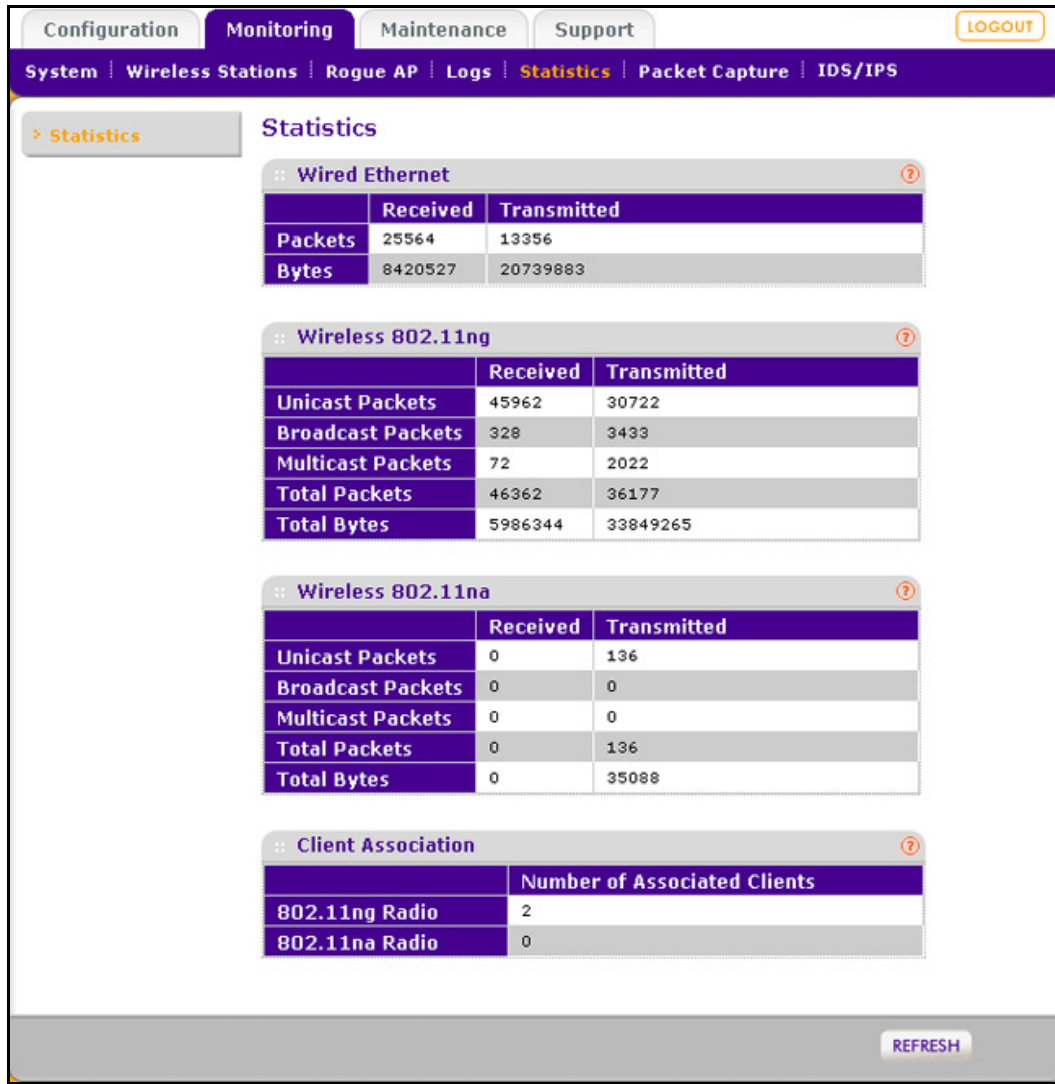 Configuration Monitoring Maintenance Support LOGOUT
System Wireless Stations Rogue AP Logs Statistics Packet Capture IDS/IPS
Statistics
Statistics
Wired Ethernet ?
Received Transmitted
Packets 25564 13356
Bytes 8420527 20739883
Wireless 802.11ng ?
Received Transmitted
Unicast Packets 45962 30722
Broadcast Packets 328 3433
Multicast Packets 72 2022
Total Packets 46362 36177
Total Bytes 5986344 33849265
Wireless 802.11na ?
Received Transmitted
Unicast Packets 0 136
Broadcast Packets 0 0
Multicast Packets 0 0
Total Packets 0 136
Total Bytes 0 35088
Client Association ?
Number of Associated Clients
802.11ng Radio 2
802.11na Radio 0
REFRESH